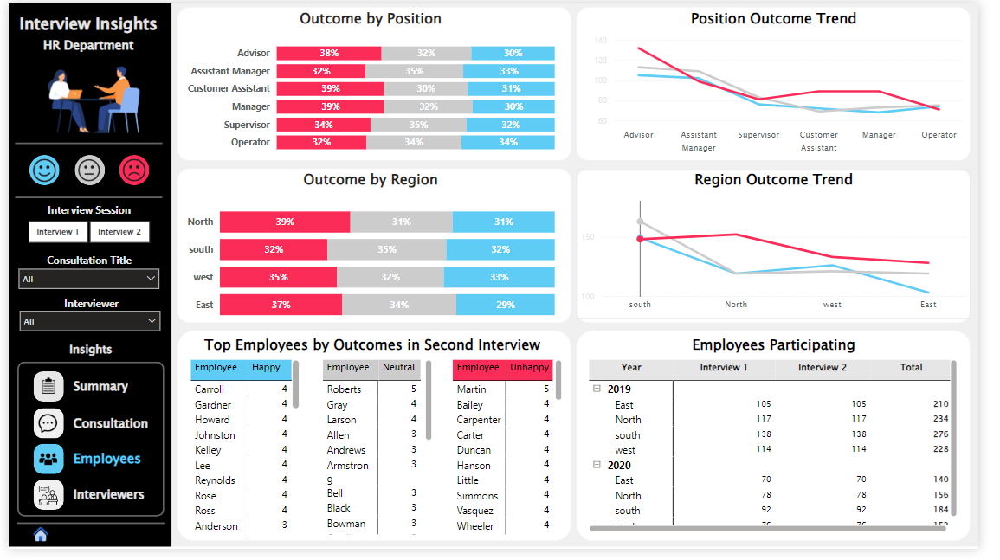 Interview Insights
HR Department
Interview Session
Interview 1 Interview 2
Consultation Title
All
Interviewer
All
Insights
Summary
Consultation
Employees
Interviewers
Outcome by Position
Advisor 38% 32% 30%
Assistant Manager 32% 35% 33%
Customer Assistant 39% 30% 31%
Manager 39% 32% 30%
Supervisor 34% 35% 32%
Operator 32% 34% 34%
Position Outcome Trend
140
120
100
80
60
Advisor Assistant Supervisor Customer Manager Operator
Manager Assistant
Outcome by Region
North 39% 31% 31%
south 32% 35% 32%
west 35% 32% 33%
East 37% 34% 29%
Region Outcome Trend
150
100
south North west East
Top Employees by Outcomes in Second Interview
Employee Happy Employee Neutral Employee Unhappy
Carroll 4 Roberts 5 Martin 5
Gardner 4 Gray 4 Bailey 4
Howard 4 Larson 4 Carpenter 4
Johnston 4 Allen 3 Carter 4
Kelley 4 Andrews 3 Duncan 4
Lee 4 Armstron 3 Hanson 4
Reynolds 4 g Little 4
Rose 4 Bell 3 Simmons 4
Ross 4 Black 3 Vasquez 4
Anderson 3 Bowman 3 Wheeler 4
Employees Participating
Year Interview 1 Interview 2 Total
2019
East 105 105 210
North 117 117 234
south 138 138 276
west 114 114 228
2020
East 70 70 140
North 78 78 156
south 92 92 184
west 76 76 152